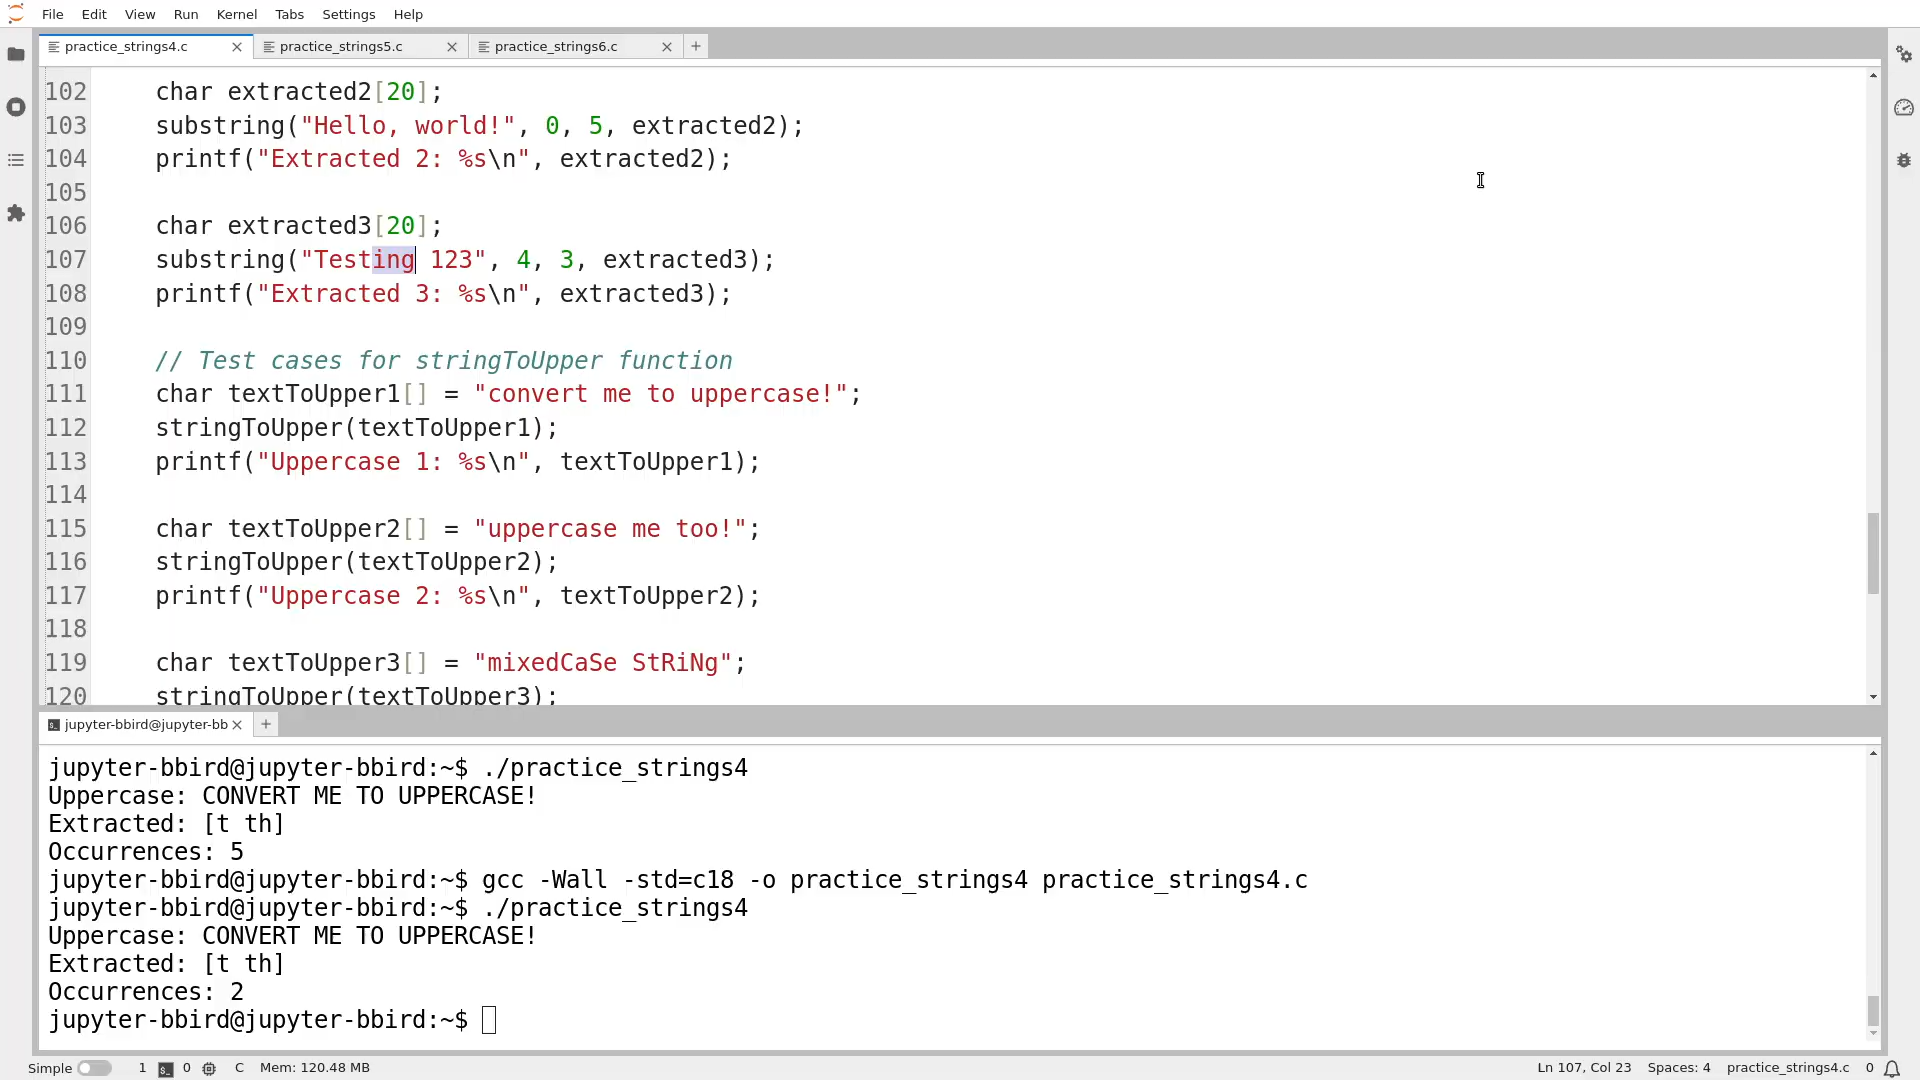 File Edit View Run Kernel Tabs Settings Help
practice_strings4.c practice_strings5.c practice_strings6.c
102 char extracted2[20];
103 substring("Hello, world!", 0, 5, extracted2);
104 printf("Extracted 2: %s\n", extracted2);
105
106 char extracted3[20];
107 substring("Testing 123", 4, 3, extracted3);
108 printf("Extracted 3: %s\n", extracted3);
109
110 // Test cases for stringToUpper function
111 char textToUpper1[] = "convert me to uppercase!";
112 stringToUpper(textToUpper1);
113 printf("Uppercase 1: %s\n", textToUpper1);
114
115 char textToUpper2[] = "uppercase me too!";
116 stringToUpper(textToUpper2);
117 printf("Uppercase 2: %s\n", textToUpper2);
118
119 char textToUpper3[] = "mixedCaSe StRiNg";
120 stringToUpper(textToUpper3);
jupyter-bbird@jupyter-bb
jupyter-bbird@jupyter-bbird:~$ ./practice_strings4
Uppercase: CONVERT ME TO UPPERCASE!
Extracted: [t th]
Occurrences: 5
jupyter-bbird@jupyter-bbird:~$ gcc -Wall -std=c18 -o practice_strings4 practice_strings4.c
jupyter-bbird@jupyter-bbird:~$ ./practice_strings4
Uppercase: CONVERT ME TO UPPERCASE!
Extracted: [t th]
Occurrences: 2
jupyter-bbird@jupyter-bbird:~$
Simple 1 0 C Mem: 120.48 MB Ln 107, Col 23 Spaces: 4 practice_strings4.c 0